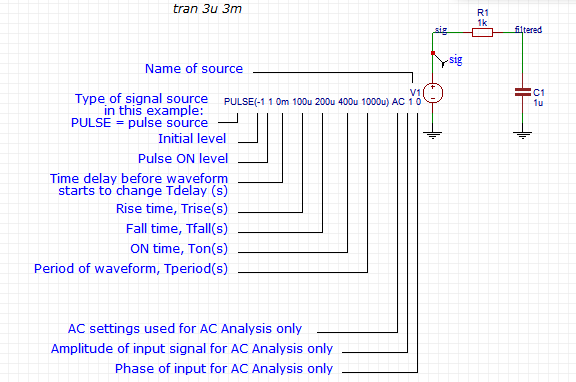 tran 3u 3m
R1
1k
sig
filtered
sig
Name of source
V1
C1
1u
Type of signal source
in this example:
PULSE = pulse source
PULSE(-1 1 0m 100u 200u 400u 1000u) AC 1 0
Initial level
Pulse ON level
Time delay before waveform
starts to change Tdelay (s)
Rise time, Trise(s)
Fall time, Tfall(s)
ON time, Ton(s)
Period of waveform, Tperiod(s)
AC settings used for AC Analysis only
Amplitude of input signal for AC Analysis only
Phase of input for AC Analysis only